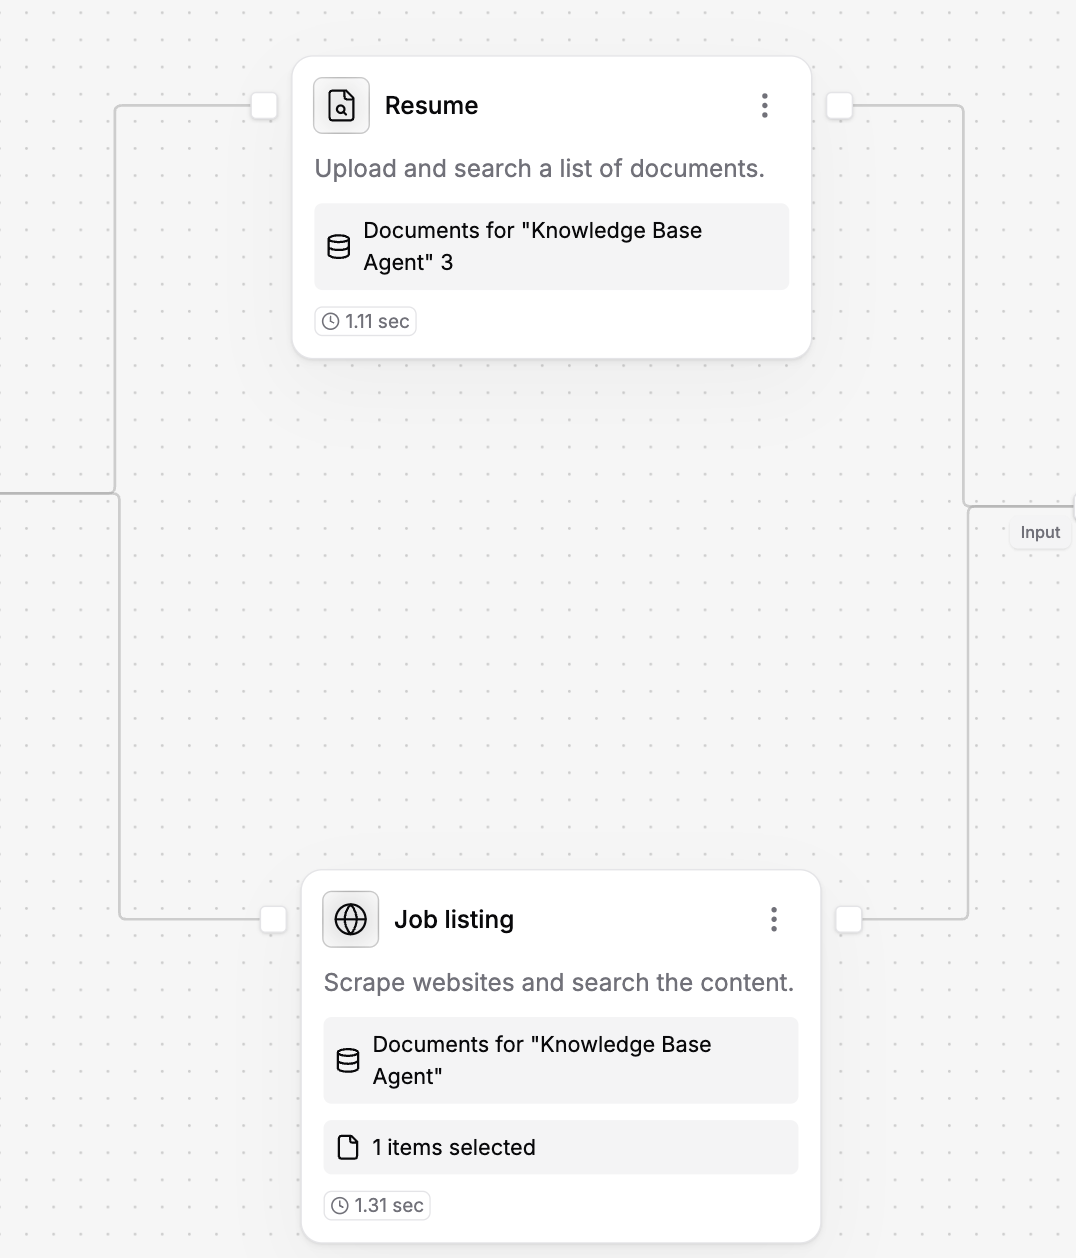 Resume
Upload and search a list of documents.
Documents for "Knowledge Base
Agent" 3
1.11 sec
Input
Job listing
Scrape websites and search the content.
Documents for "Knowledge Base
Agent"
1 items selected
1.31 sec